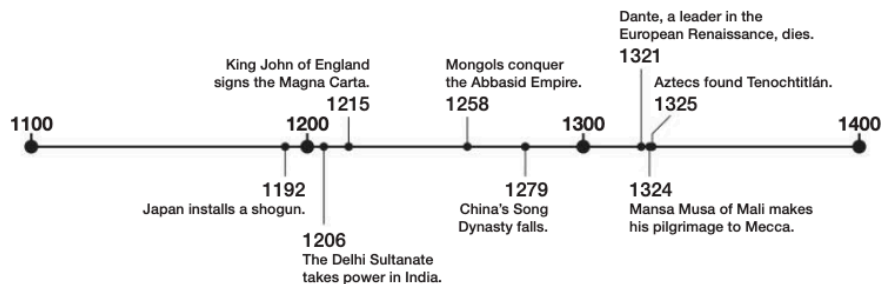 Dante, a leader in the
European Renaissance, dies.
1321
King John of England
signs the Magna Carta.
1215
Mongols conquer
the Abbasid Empire.
1258
Aztecs found Tenochtitlán.
1325
1100
1200
1300
1400
1192
Japan installs a shogun.
1206
The Delhi Sultanate
takes power in India.
1279
China's Song
Dynasty falls.
1324
Mansa Musa of Mali makes
his pilgrimage to Mecca.